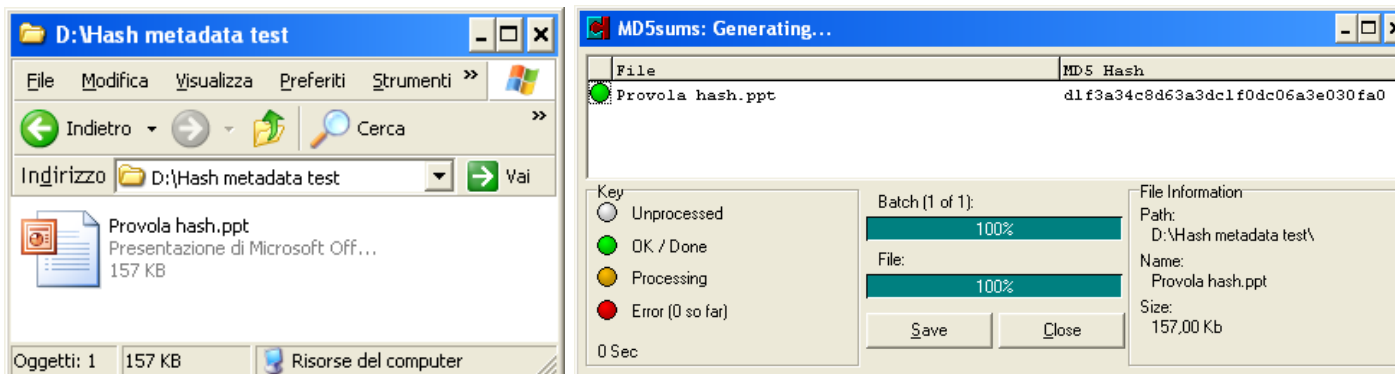 D:\Hash metadata test
File Modifica Visualizza Preferiti Strumenti »
Indietro Cerca »
Indirizzo D:\Hash metadata test Vai
Provola hash.ppt
Presentazione di Microsoft Off...
157 KB
Oggetti: 1 157 KB Risorse del computer
MD5sums: Generating...
File MD5 Hash
Provola hash.ppt d1f3a34c8d63a3dc1f0dc06a3e030fa0
Key
Unprocessed
OK / Done
Processing
Error (0 so far)
0 Sec
Batch (1 of 1):
100%
File:
100%
Save Close
File Information
Path:
D:\Hash metadata test\
Name:
Provola hash.ppt
Size:
157,00 Kb